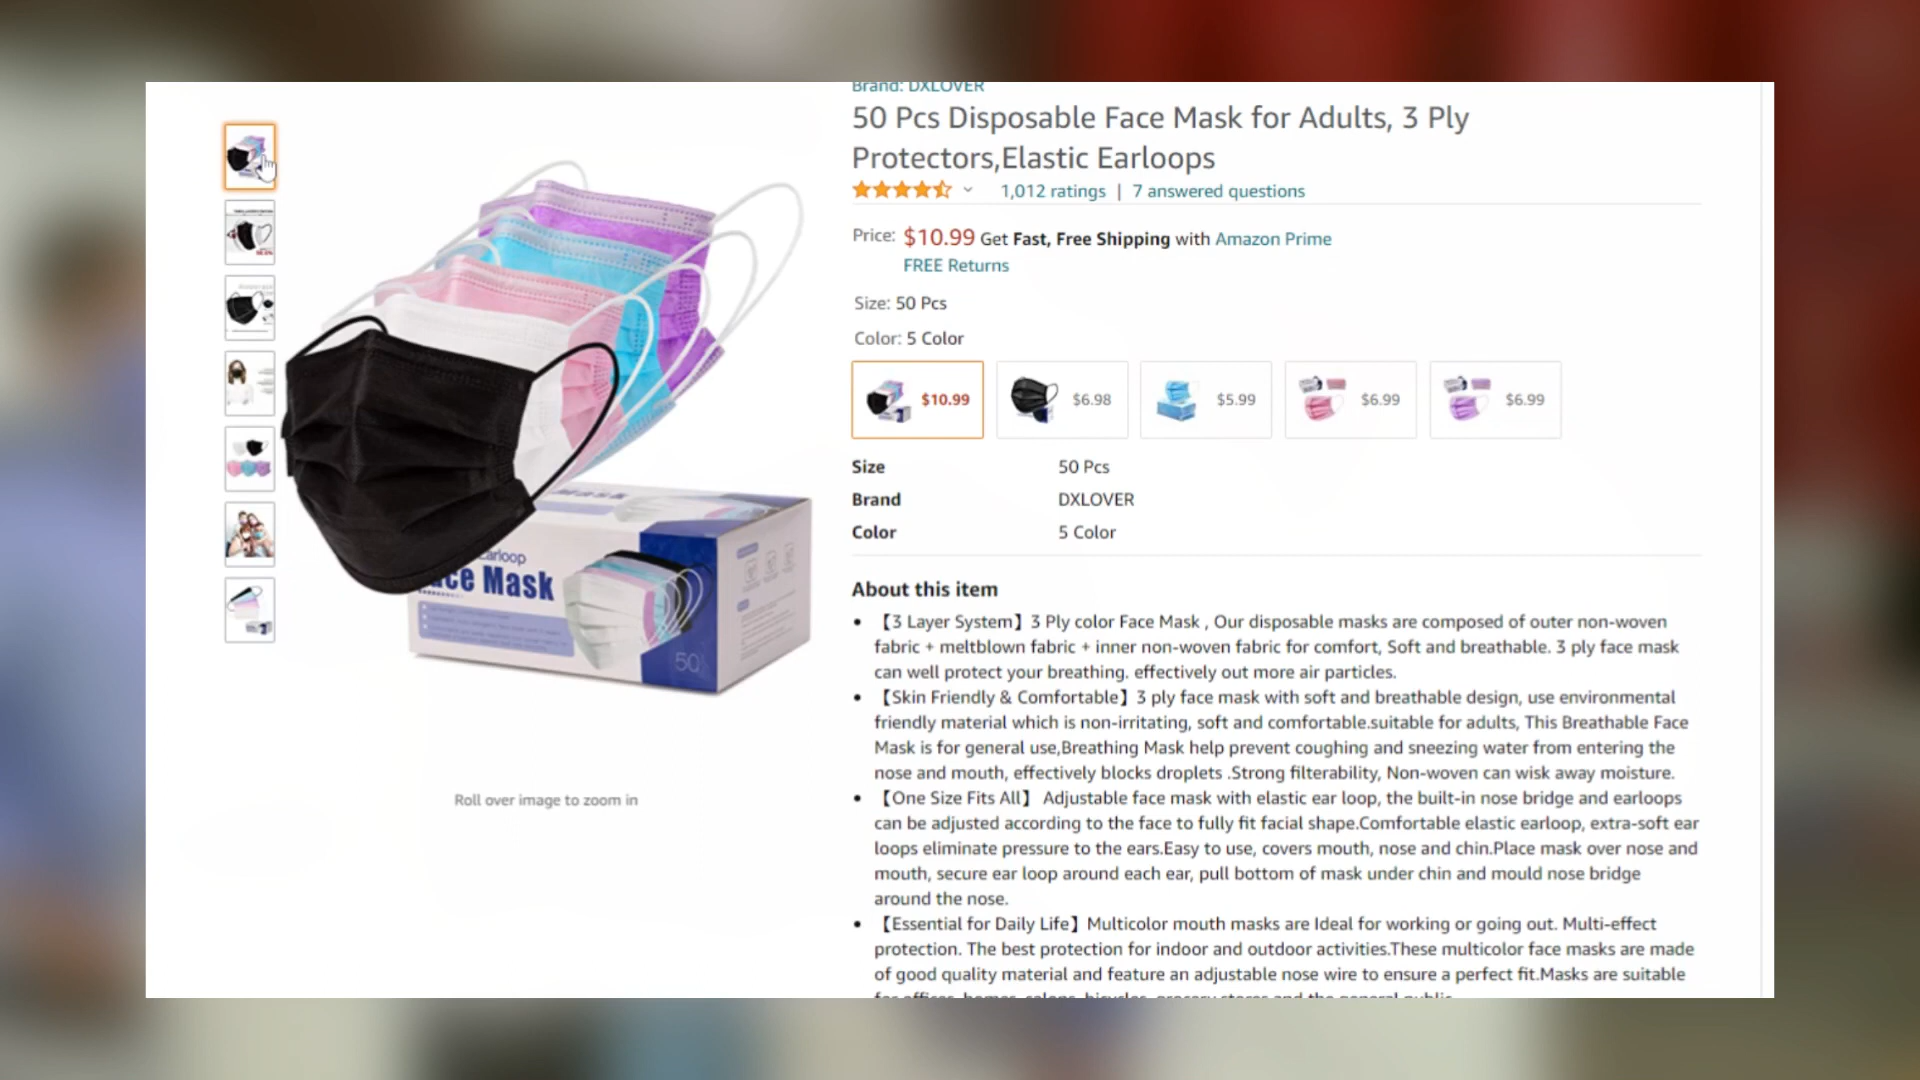 Brand: DXLOVER
50 Pcs Disposable Face Mask for Adults, 3 Ply
Protectors,Elastic Earloops
1,012 ratings | 7 answered questions
Price: $10.99 Get Fast, Free Shipping with Amazon Prime
FREE Returns
Size: 50 Pcs
Color: 5 Color
$10.99
$6.98
$5.99
$6.99
$6.99
Size 50 Pcs
Brand DXLOVER
Color 5 Color
About this item
【3 Layer System】3 Ply color Face Mask , Our disposable masks are composed of outer non-woven
fabric + meltblown fabric + inner non-woven fabric for comfort, Soft and breathable. 3 ply face mask
can well protect your breathing. effectively out more air particles.
【Skin Friendly & Comfortable】3 ply face mask with soft and breathable design, use environmental
friendly material which is non-irritating, soft and comfortable.suitable for adults, This Breathable Face
Mask is for general use,Breathing Mask help prevent coughing and sneezing water from entering the
nose and mouth, effectively blocks droplets .Strong filterability, Non-woven can wisk away moisture.
【One Size Fits All】 Adjustable face mask with elastic ear loop, the built-in nose bridge and earloops
can be adjusted according to the face to fully fit facial shape.Comfortable elastic earloop, extra-soft ear
loops eliminate pressure to the ears.Easy to use, covers mouth, nose and chin.Place mask over nose and
mouth, secure ear loop around each ear, pull bottom of mask under chin and mould nose bridge
around the nose.
【Essential for Daily Life】Multicolor mouth masks are Ideal for working or going out. Multi-effect
protection. The best protection for indoor and outdoor activities.These multicolor face masks are made
of good quality material and feature an adjustable nose wire to ensure a perfect fit.Masks are suitable
for offices, homes, salons, bicycles, grocery stores and the general public.
Earloop
ce Mask
50
Roll over image to zoom in